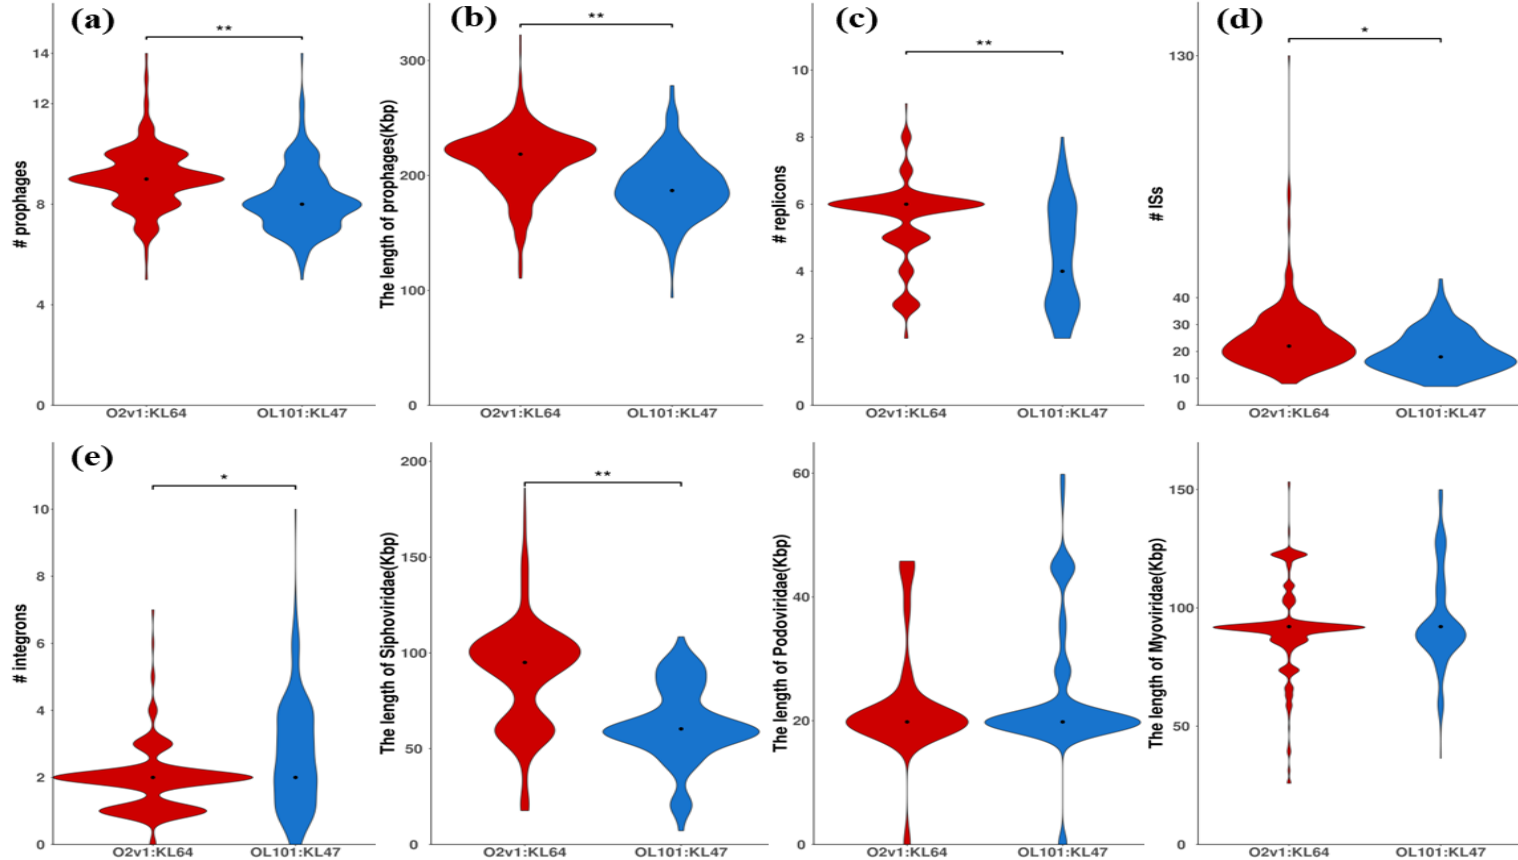 (a)
**
14
12
10
8
4
0
# prophages
O2v1:KL64
OL101:KL47
(b)
**
300
200
100
0
The length of prophages(Kbp)
O2v1:KL64
OL101:KL47
(c)
**
10
8
6
4
2
0
# replicons
O2v1:KL64
OL101:KL47
(d)
*
130
40
30
20
10
0
# ISs
O2v1:KL64
OL101:KL47
(e)
*
10
8
6
4
2
0
# integrons
O2v1:KL64
OL101:KL47
**
200
150
100
50
0
The length of Siphoviridae(Kbp)
O2v1:KL64
OL101:KL47
60
40
20
0
The length of Podoviridae(Kbp)
O2v1:KL64
OL101:KL47
150
100
50
0
The length of Myoviridae(Kbp)
O2v1:KL64
OL101:KL47